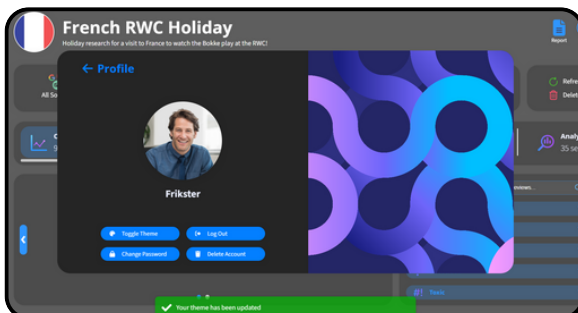 French RWC Holiday
Holiday research for a visit to France to watch the Bokke play at the RWC!
Report
← Profile
All So
Refre
Delet
Analy
35 se
Frikster
Toggle Theme
Log Out
Change Password
Delete Account
Tools
Your theme has been updated